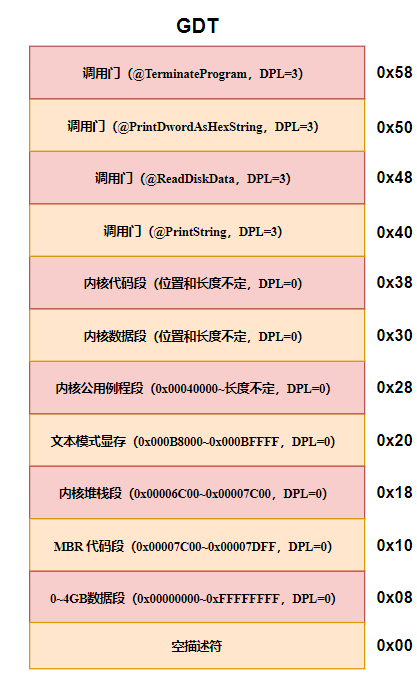 GDT
调用门（@TerminateProgram，DPL=3） 0x58
调用门（@PrintDwordAsHexString，DPL=3） 0x50
调用门（@ReadDiskData，DPL=3） 0x48
调用门（@PrintString，DPL=3） 0x40
内核代码段（位置和长度不定，DPL=0） 0x38
内核数据段（位置和长度不定，DPL=0） 0x30
内核公用例程段（0x00040000~长度不定，DPL=0） 0x28
文本模式显存（0x000B8000~0x000BFFFF，DPL=0） 0x20
内核堆栈段（0x00006C00~0x00007C00，DPL=0） 0x18
MBR 代码段（0x00007C00~0x00007DFF，DPL=0） 0x10
0~4GB数据段（0x00000000~0xFFFFFFFF，DPL=0） 0x08
空描述符 0x00